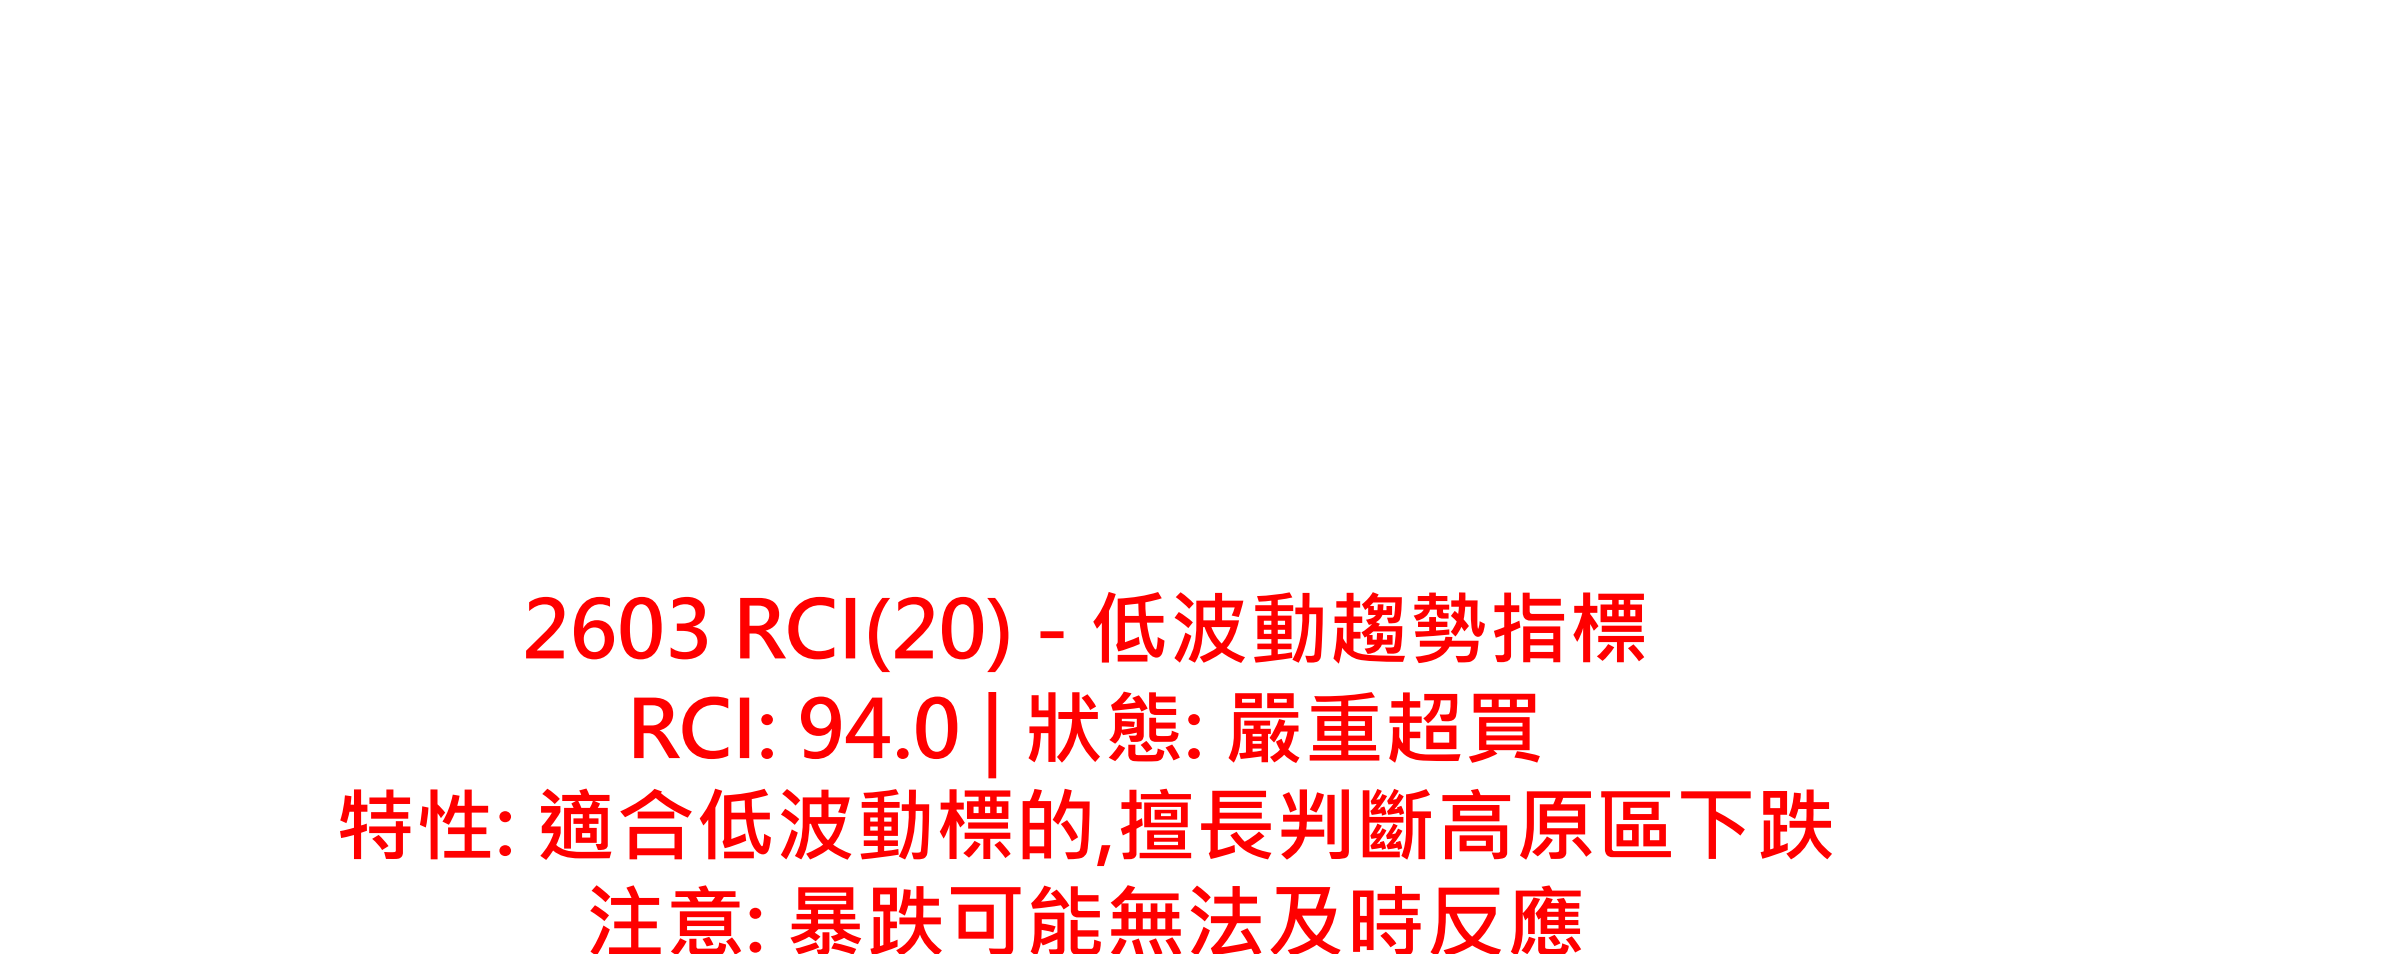 2603 RCI(20) - 低波動趨勢指標
RCI: 94.0 | 狀態: 嚴重超買
特性: 適合低波動標的,擅長判斷高原區下跌
注意: 暴跌可能無法及時反應